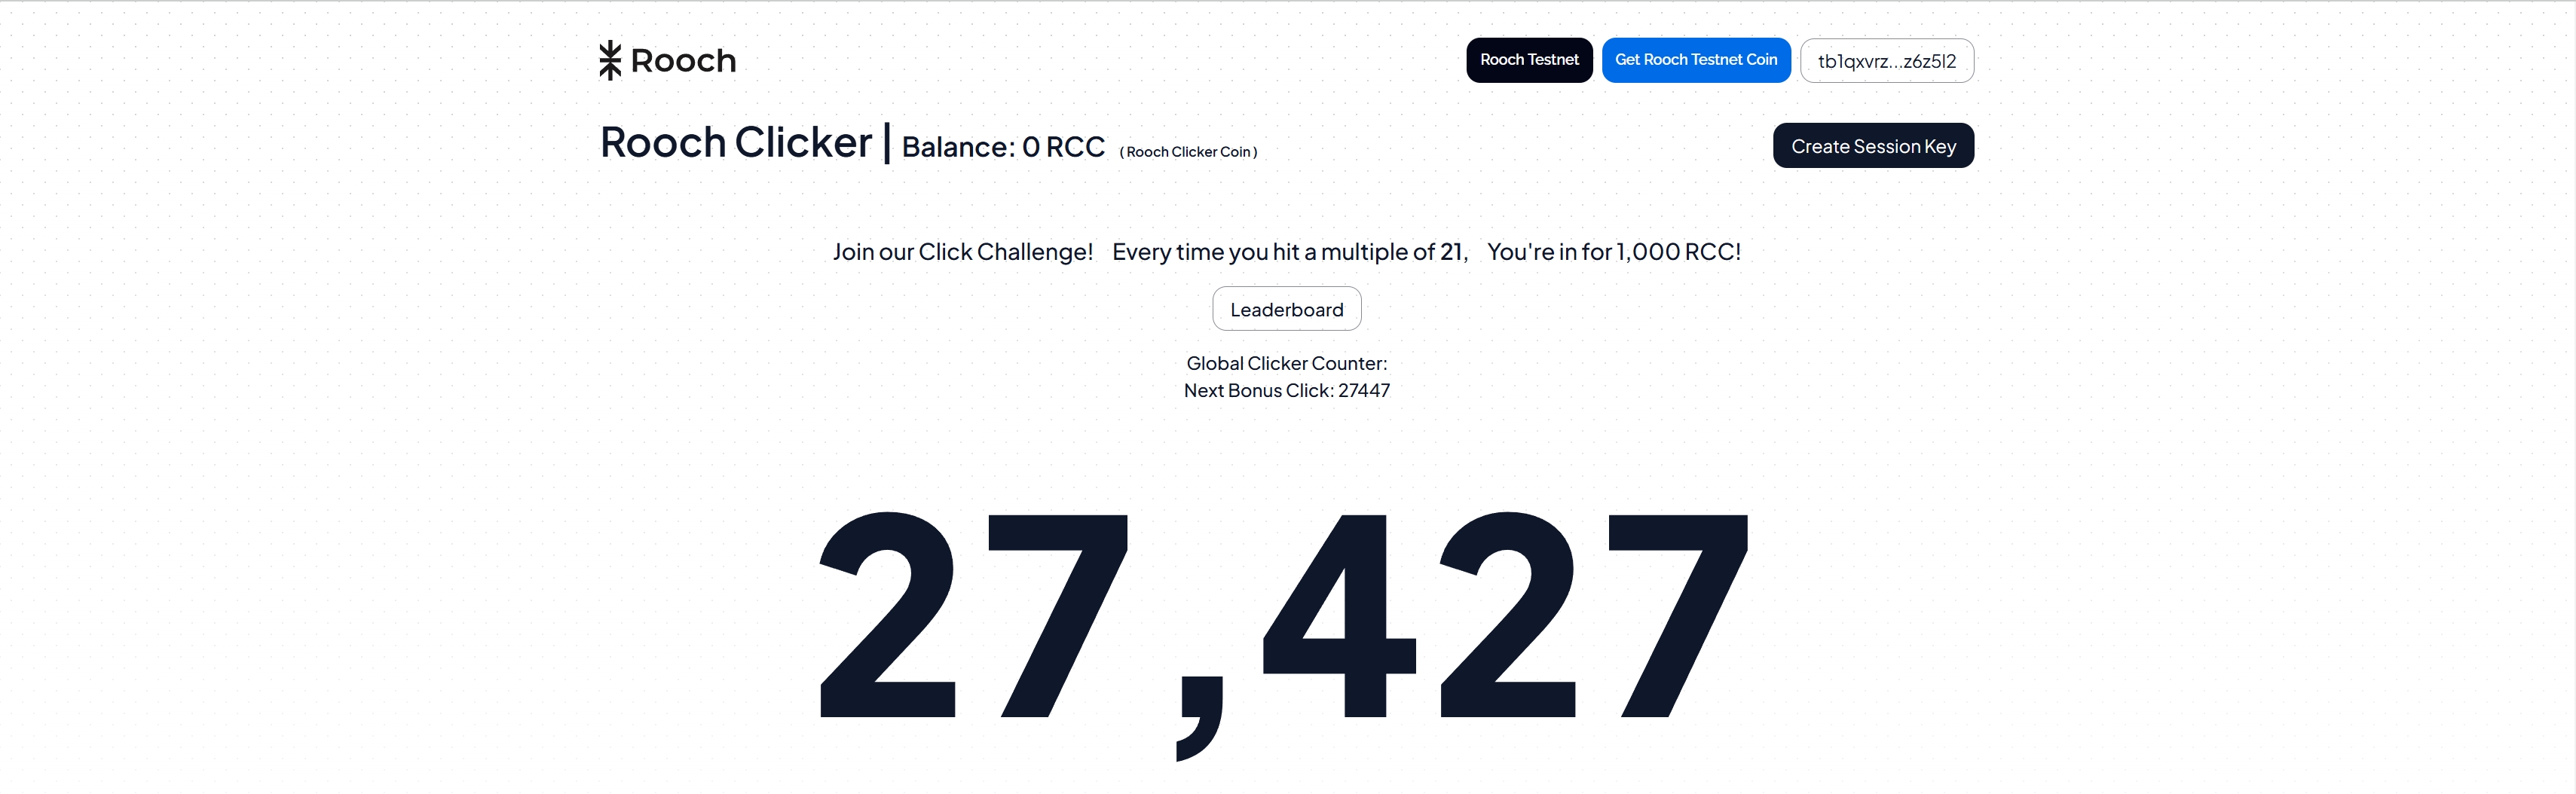 Rooch
Rooch Testnet
Get Rooch Testnet Coin
tb1qxvrz...z6z5l2
Rooch Clicker | Balance: 0 RCC ( Rooch Clicker Coin )
Create Session Key
Join our Click Challenge! Every time you hit a multiple of 21, You're in for 1,000 RCC!
Leaderboard
Global Clicker Counter:
Next Bonus Click: 27447
27,427